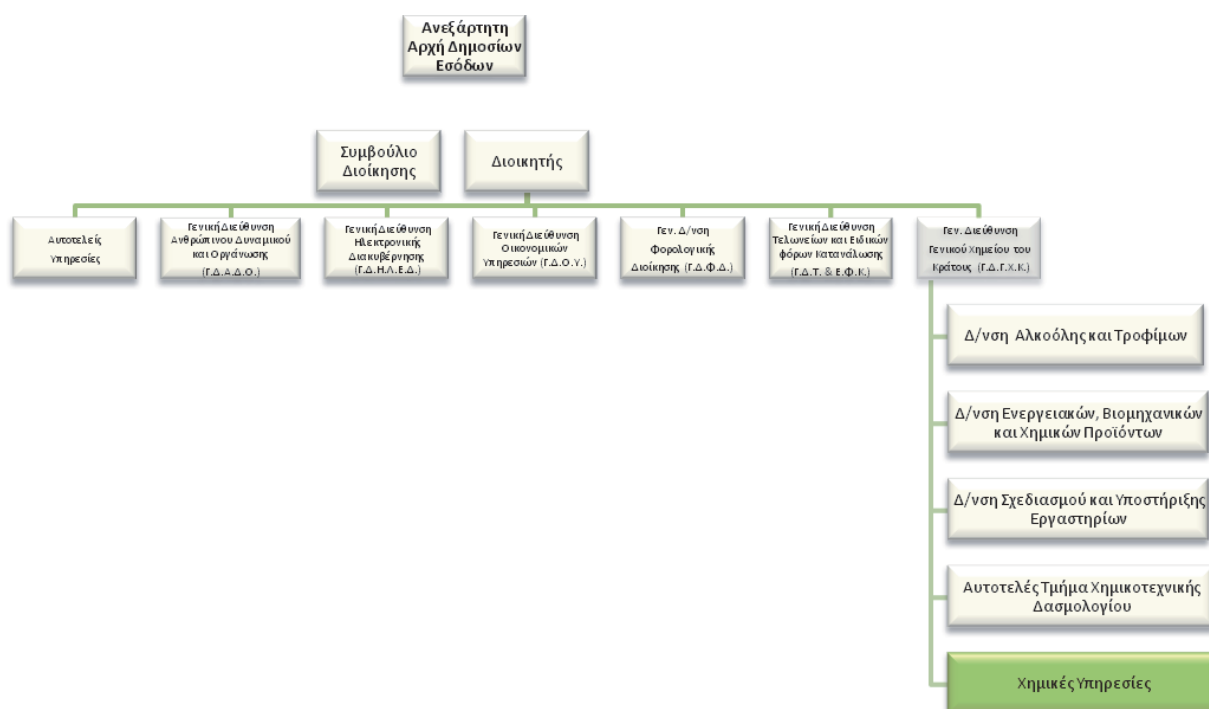 Ανεξάρτητη
Αρχή Δημοσίων
Εσόδων
Συμβούλιο
Διοίκησης
Διοικητής
Αυτοτελείς
Υπηρεσίες
Γενική Διεύθυνση
Ανθρώπινου Δυναμικού
και Οργάνωσης
(Γ.Δ.Α.Δ.Ο.)
Γενική Διεύθυνση
Ηλεκτρονικής
Διακυβέρνησης
(Γ.Δ.Η.Λ.Ε.Δ.)
Γενική Διεύθυνση
Οικονομικών
Υπηρεσιών (Γ.Δ.Ο.Υ.)
Γεν. Δ/νση
Φορολογικής
Διοίκησης (Γ.Δ.Φ.Δ.)
Γενική Διεύθυνση
Τελωνείων και Ειδικών
φόρων Κατανάλωσης
(Γ.Δ.Τ. & Ε.Φ.Κ.)
Γεν. Διεύθυνση
Γενικού Χημείου του
Κράτους (Γ.Δ.Γ.Χ.Κ.)
Δ/νση Αλκοόλης και Τροφίμων
Δ/νση Ενεργειακών, Βιομηχανικών
και Χημικών Προϊόντων
Δ/νση Σχεδιασμού και Υποστήριξης
Εργαστηρίων
Αυτοτελές Τμήμα Χημικοτεχνικής
Δασμολογίου
Χημικές Υπηρεσίες